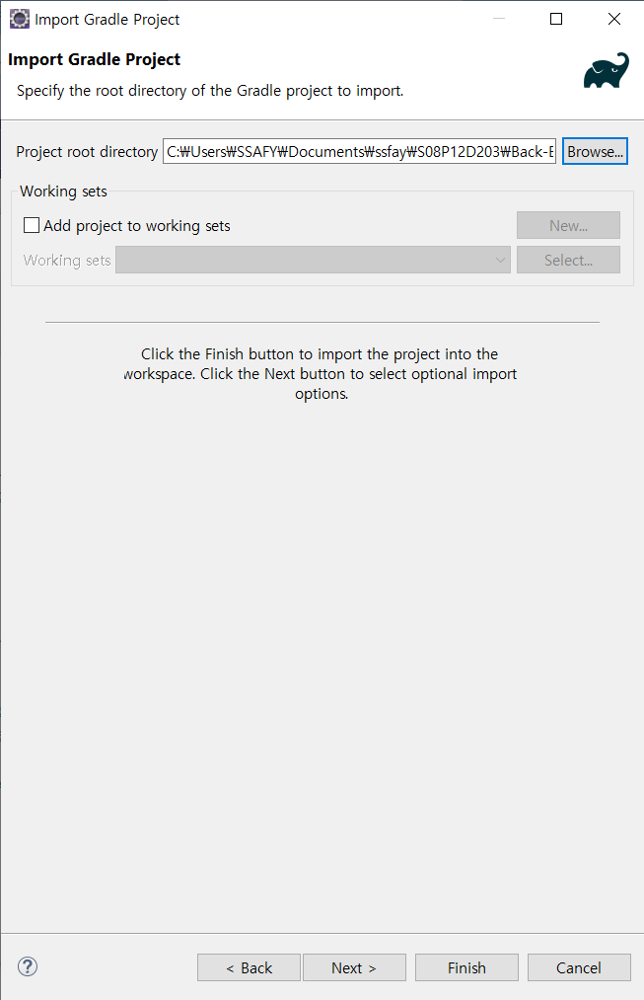 Import Gradle Project
Import Gradle Project
Specify the root directory of the Gradle project to import.
Project root directory C:₩Users₩SSAFY₩Documents₩ssfay₩S08P12D203₩Back-E Browse...
Working sets
Add project to working sets New...
Working sets Select...
Click the Finish button to import the project into the
workspace. Click the Next button to select optional import
options.
? < Back Next > Finish Cancel